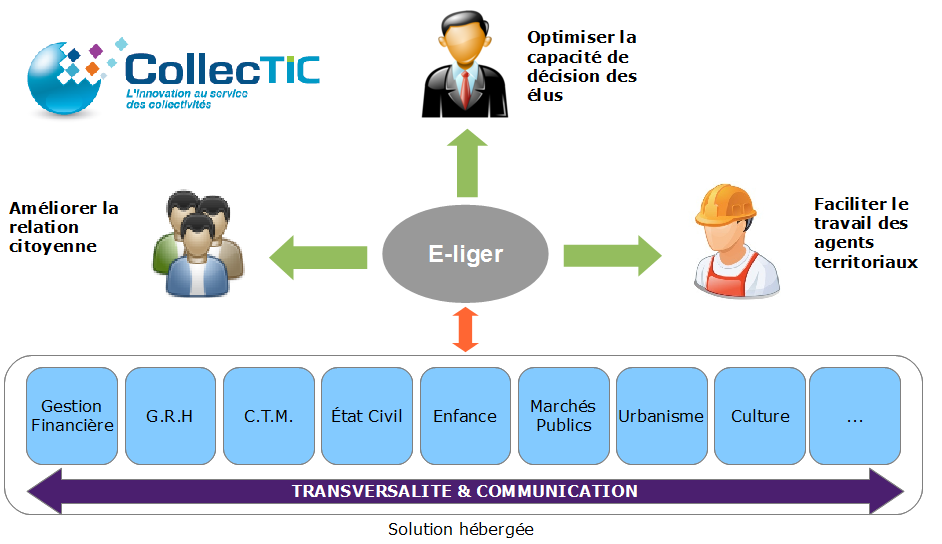 CollecTIC
L'Innovation au service
des collectivités
Optimiser la
capacité de
décision des
élus
Améliorer la
relation
citoyenne
E-liger
Faciliter le
travail des
agents
territoriaux
Gestion
Financière
G.R.H
C.T.M.
État Civil
Enfance
Marchés
Publics
Urbanisme
Culture
...
TRANSVERSALITE & COMMUNICATION
Solution hébergée